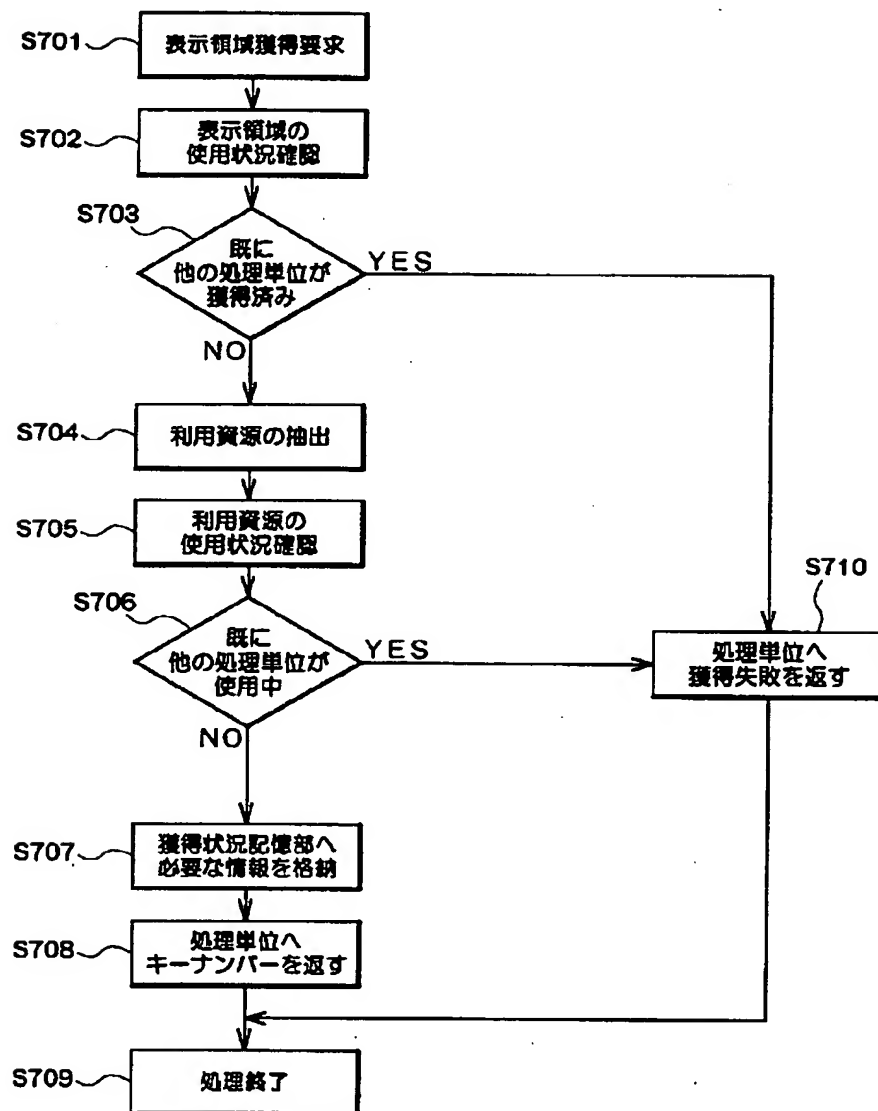 S701
表示領域獲得要求
S702
表示領域の
使用状況確認
S703
既に
他の処理単位が
獲得済み
YES
NO
S704
利用資源の抽出
S705
利用資源の
使用状況確認
S706
既に
他の処理単位が
使用中
YES
NO
S710
処理単位へ
獲得失敗を返す
S707
獲得状況記憶部へ
必要な情報を格納
S708
処理単位へ
キーナンバーを返す
S709
処理終了